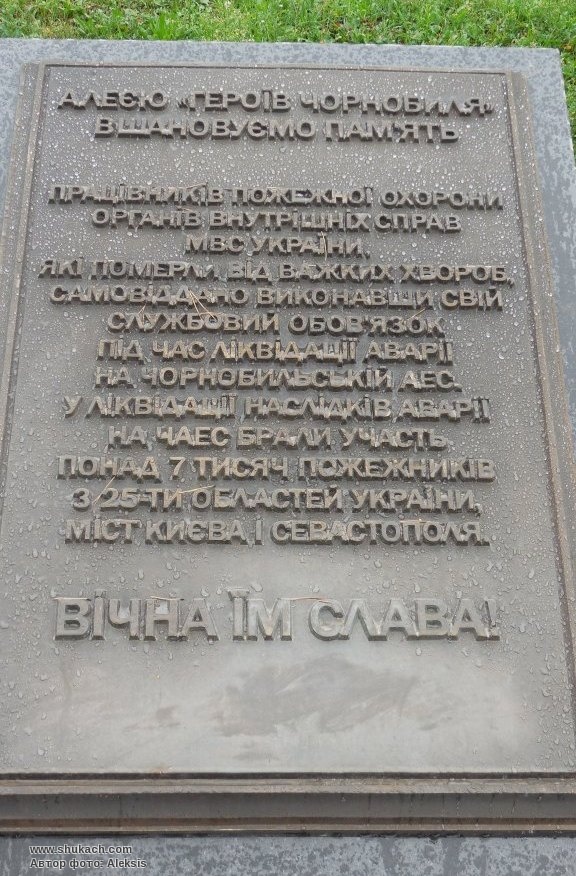 АЛЕЄЮ «ГЕРОЇВ ЧОРНОБИЛЯ»
ВШАНОВУЄМО ПАМ'ЯТЬ
ПРАЦІВНИКІВ ПОЖЕЖНОЇ ОХОРОНИ
ОРГАНІВ ВНУТРІШНІХ СПРАВ
МВС УКРАЇНИ,
ЯКІ ПОМЕРЛИ ВІД ВАЖКИХ ХВОРОБ,
САМОВІДДАНО ВИКОНАВШИ СВІЙ
СЛУЖБОВИЙ ОБОВ'ЯЗОК
ПІД ЧАС ЛІКВІДАЦІЇ АВАРІЇ
НА ЧОРНОБИЛЬСЬКІЙ АЕС.
У ЛІКВІДАЦІЇ НАСЛІДКІВ АВАРІЇ
НА ЧАЕС БРАЛИ УЧАСТЬ
ПОНАД 7 ТИСЯЧ ПОЖЕЖНИКІВ
З 25-ТИ ОБЛАСТЕЙ УКРАЇНИ,
МІСТ КИЄВА І СЕВАСТОПОЛЯ.
ВІЧНА ЇМ СЛАВА!
www.shukach.com
Автор фото: Aleksis